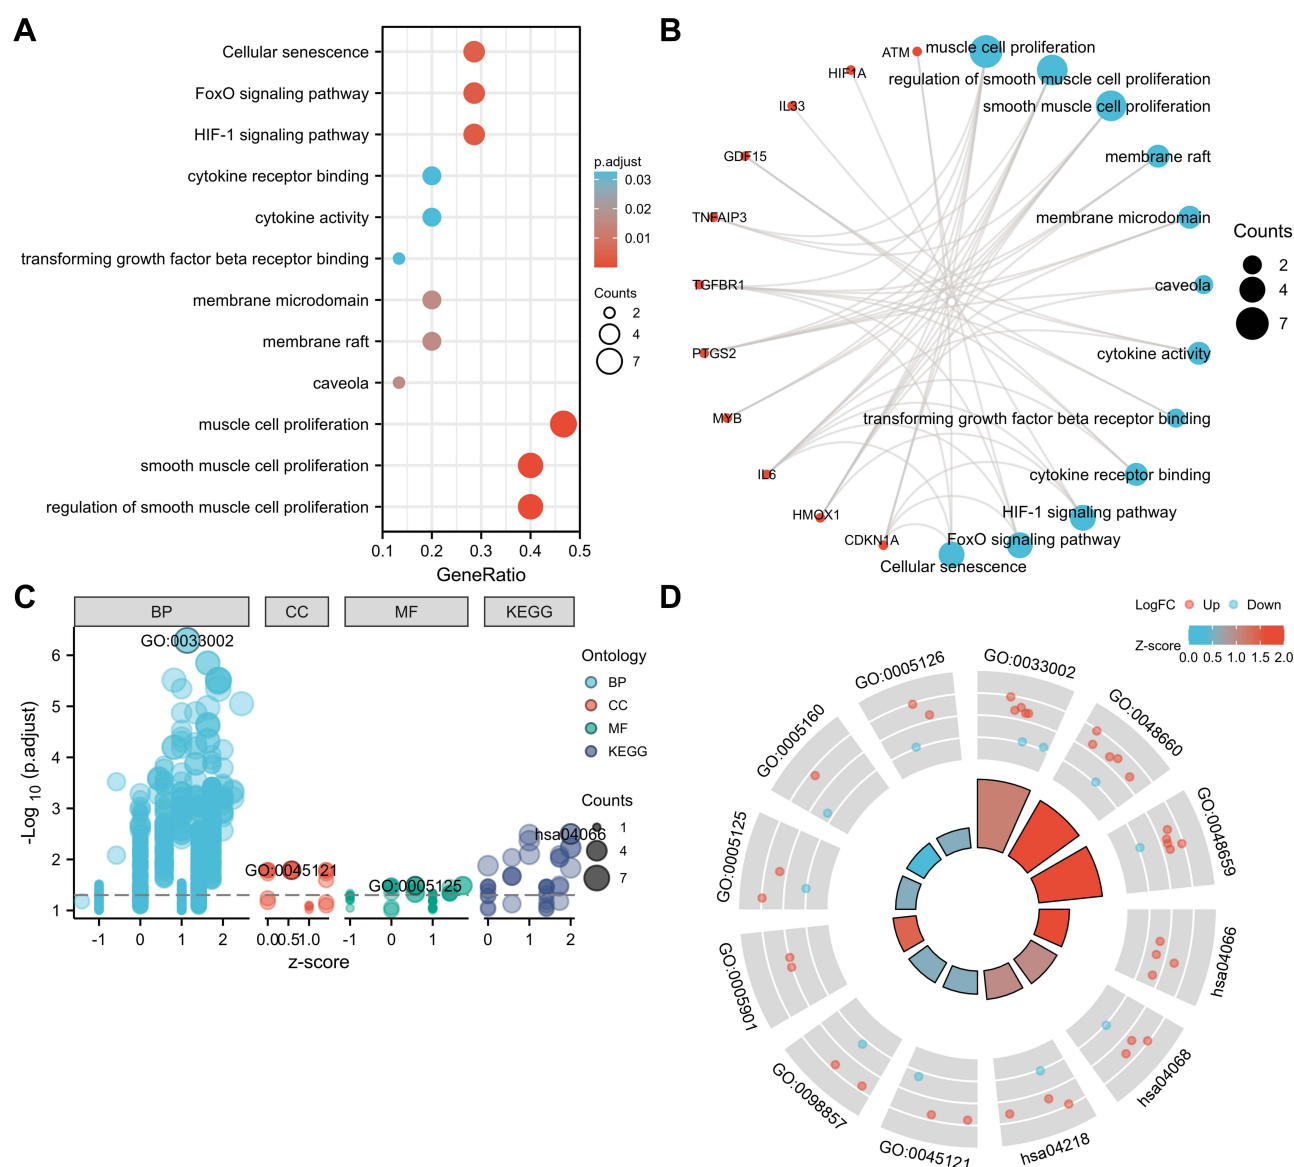 A
Cellular senescence
FoxO signaling pathway
HIF-1 signaling pathway
cytokine receptor binding
cytokine activity
transforming growth factor beta receptor binding
membrane microdomain
membrane raft
caveola
muscle cell proliferation
smooth muscle cell proliferation
regulation of smooth muscle cell proliferation
0.1 0.2 0.3 0.4 0.5
GeneRatio
p.adjust
0.03
0.02
0.01
Counts
2
4
7
B
ATM
HIF1A
IL33
GDF15
TNFAIP3
TGFBR1
PTGS2
MYB
IL6
HMOX1
CDKN1A
muscle cell proliferation
regulation of smooth muscle cell proliferation
smooth muscle cell proliferation
membrane raft
membrane microdomain
caveola
cytokine activity
transforming growth factor beta receptor binding
cytokine receptor binding
HIF-1 signaling pathway
FoxO signaling pathway
Cellular senescence
Counts
2
4
7
C
BP CC MF KEGG
GO:0033002
GO:0045121
GO:0005125
hsa04066
-Log 10 (p.adjust)
6
5
4
3
2
1
-1 0 1 2
0.0 0.5 1.0
-1 0 1
0 1 2
z-score
Ontology
BP
CC
MF
KEGG
Counts
1
4
7
D
LogFC Up Down
Z-score
0.0 0.5 1.0 1.5 2.0
GO:0033002
GO:0048660
GO:0048659
hsa04066
hsa04068
hsa04218
GO:0045121
GO:0098857
GO:0005901
GO:0005125
GO:0005160
GO:0005126